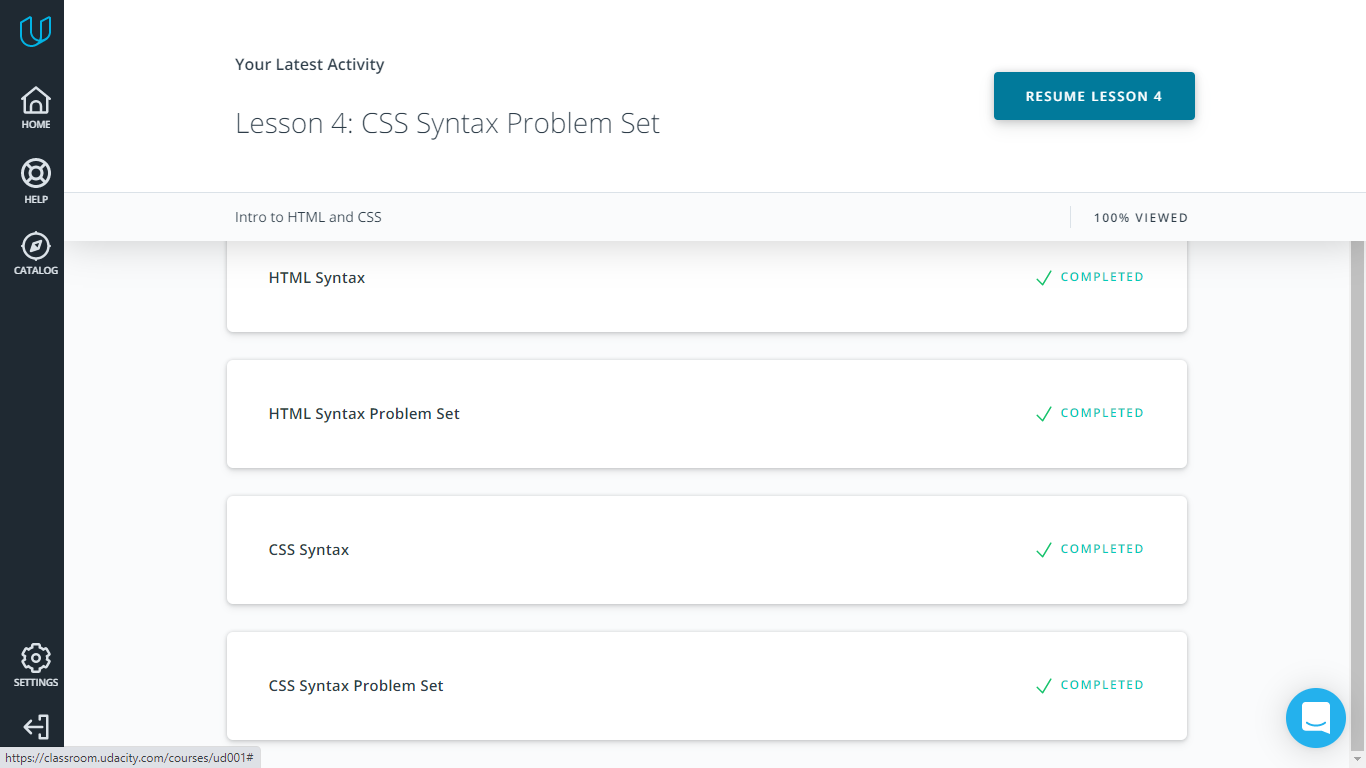 HOME
HELP
CATALOG
SETTINGS
Your Latest Activity
Lesson 4: CSS Syntax Problem Set
RESUME LESSON 4
Intro to HTML and CSS
100% VIEWED
HTML Syntax
COMPLETED
HTML Syntax Problem Set
COMPLETED
CSS Syntax
COMPLETED
CSS Syntax Problem Set
COMPLETED
https://classroom.udacity.com/courses/ud001#